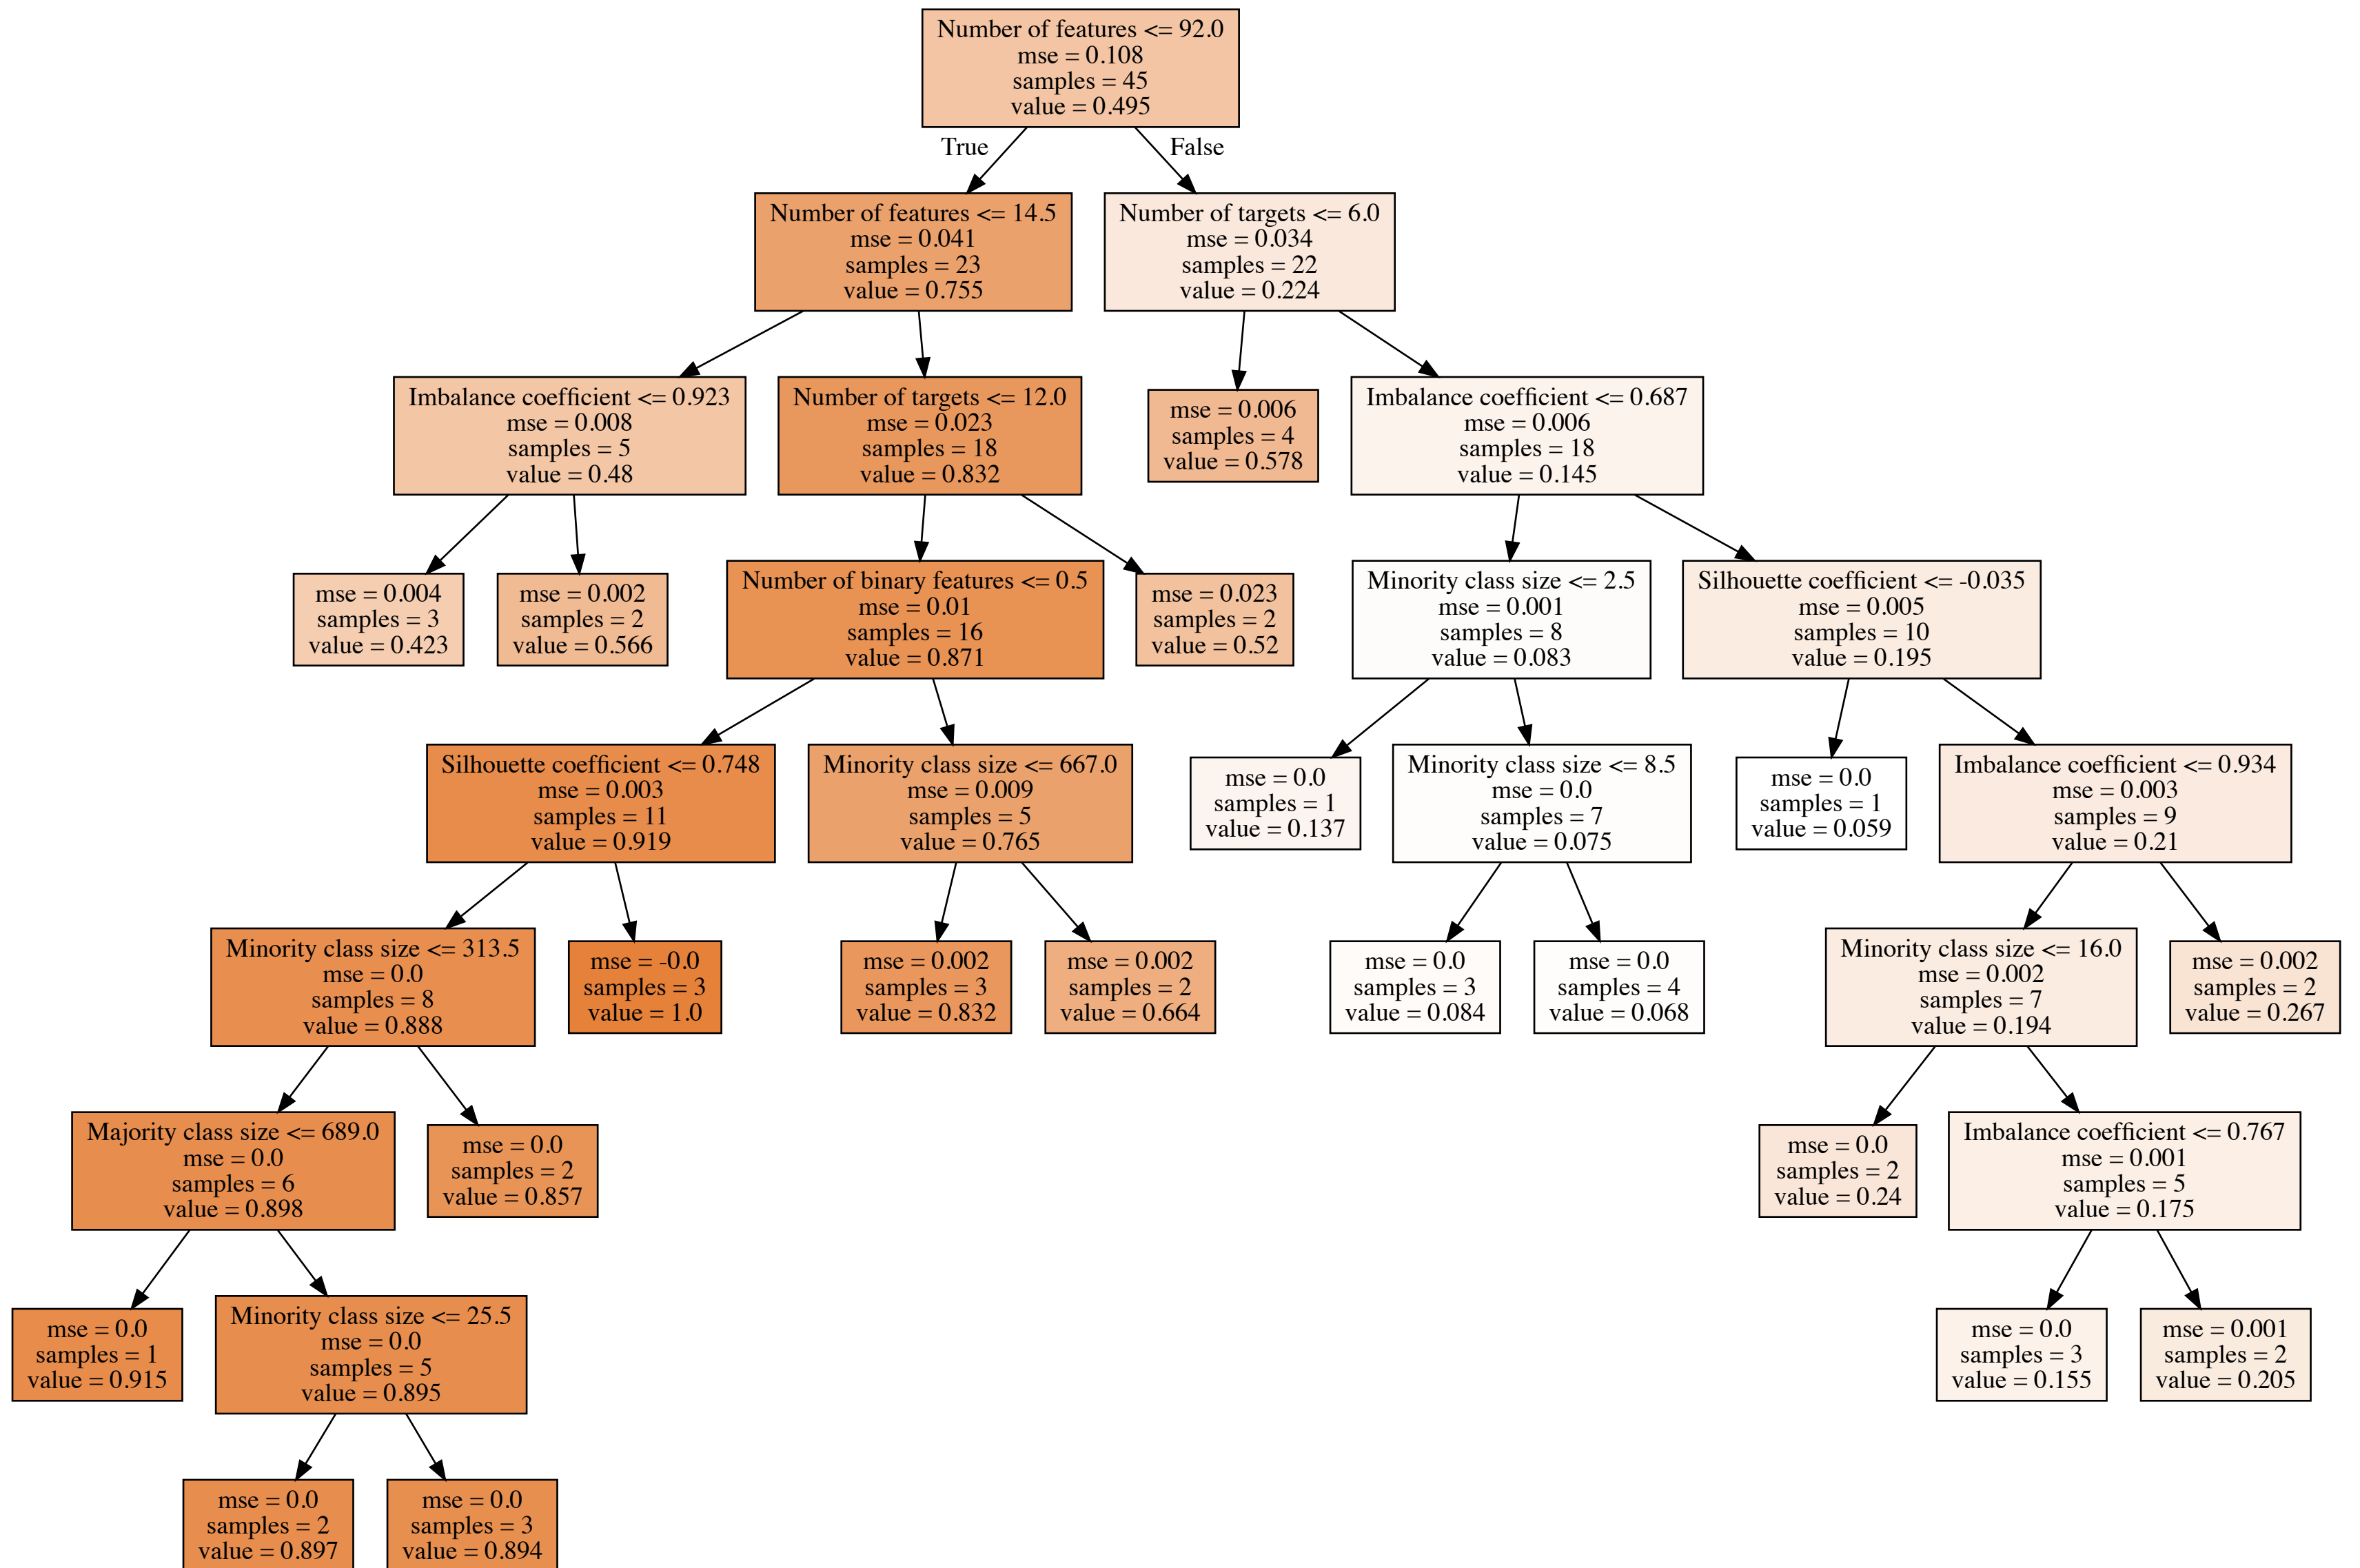 Number of features <= 92.0
mse = 0.108
samples = 45
value = 0.495
True
False
Number of features <= 14.5
mse = 0.041
samples = 23
value = 0.755
Number of targets <= 6.0
mse = 0.034
samples = 22
value = 0.224
Imbalance coefficient <= 0.923
mse = 0.008
samples = 5
value = 0.48
Number of targets <= 12.0
mse = 0.023
samples = 18
value = 0.832
mse = 0.006
samples = 4
value = 0.578
Imbalance coefficient <= 0.687
mse = 0.006
samples = 18
value = 0.145
mse = 0.004
samples = 3
value = 0.423
mse = 0.002
samples = 2
value = 0.566
Number of binary features <= 0.5
mse = 0.01
samples = 16
value = 0.871
mse = 0.023
samples = 2
value = 0.52
Minority class size <= 2.5
mse = 0.001
samples = 8
value = 0.083
Silhouette coefficient <= -0.035
mse = 0.005
samples = 10
value = 0.195
Silhouette coefficient <= 0.748
mse = 0.003
samples = 11
value = 0.919
Minority class size <= 667.0
mse = 0.009
samples = 5
value = 0.765
mse = 0.0
samples = 1
value = 0.137
Minority class size <= 8.5
mse = 0.0
samples = 7
value = 0.075
mse = 0.0
samples = 1
value = 0.059
Imbalance coefficient <= 0.934
mse = 0.003
samples = 9
value = 0.21
Minority class size <= 313.5
mse = 0.0
samples = 8
value = 0.888
mse = -0.0
samples = 3
value = 1.0
mse = 0.002
samples = 3
value = 0.832
mse = 0.002
samples = 2
value = 0.664
mse = 0.0
samples = 3
value = 0.084
mse = 0.0
samples = 4
value = 0.068
Minority class size <= 16.0
mse = 0.002
samples = 7
value = 0.194
mse = 0.002
samples = 2
value = 0.267
Majority class size <= 689.0
mse = 0.0
samples = 6
value = 0.898
mse = 0.0
samples = 2
value = 0.857
mse = 0.0
samples = 2
value = 0.24
Imbalance coefficient <= 0.767
mse = 0.001
samples = 5
value = 0.175
mse = 0.0
samples = 1
value = 0.915
Minority class size <= 25.5
mse = 0.0
samples = 5
value = 0.895
mse = 0.0
samples = 3
value = 0.155
mse = 0.001
samples = 2
value = 0.205
mse = 0.0
samples = 2
value = 0.897
mse = 0.0
samples = 3
value = 0.894